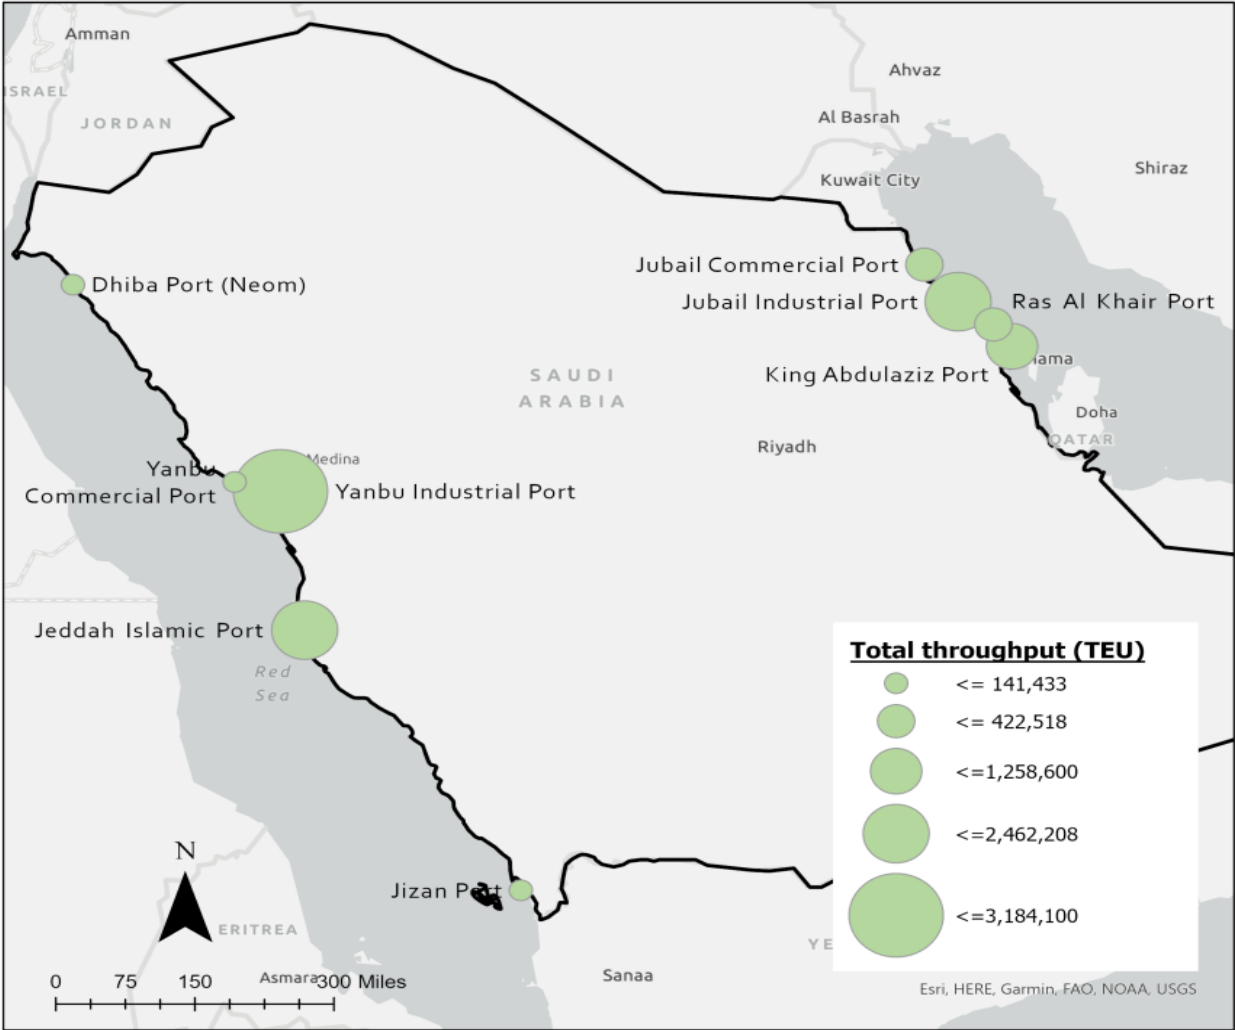 Amman
Ahvaz
ISRAEL
JORDAN
Al Basrah
Shiraz
Kuwait City
Jubail Commercial Port
Dhiba Port (Neom)
Jubail Industrial Port
Ras Al Khair Port
SAUDI
ARABIA
King Abdulaziz Port
Doha
QATAR
Riyadh
Medina
Yanbu
Commercial Port
Yanbu Industrial Port
Jeddah Islamic Port
Red
Sea
Total throughput (TEU)
<= 141,433
<= 422,518
<=1,258,600
<=2,462,208
<=3,184,100
N
Jizan Port
ERITREA
YE
Asmara
Sanaa
0 75 150 300 Miles
Esri, HERE, Garmin, FAO, NOAA, USGS